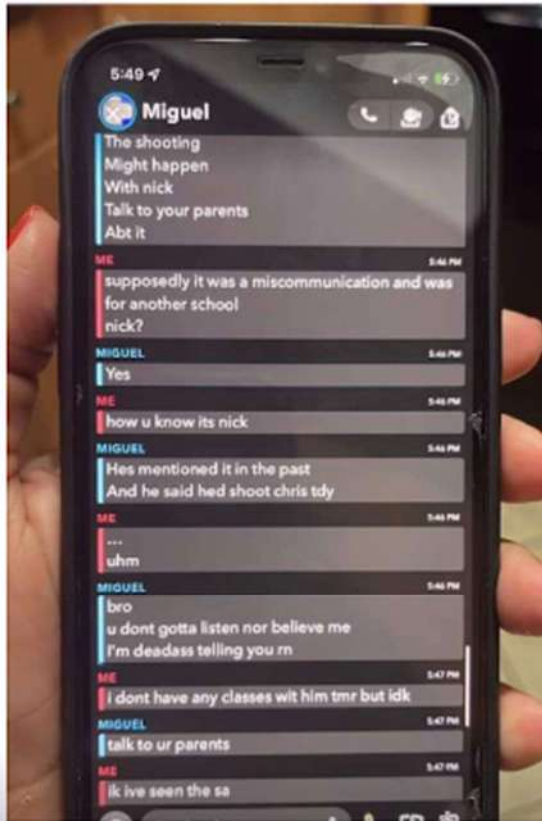 5:49
Miguel
The shooting
Might happen
With nick
Talk to your parents
Abt it
ME 5:46 PM
supposedly it was a miscommunication and was
for another school
nick?
MIGUEL 5:46 PM
Yes
ME 5:46 PM
how u know its nick
MIGUEL 5:46 PM
Hes mentioned it in the past
And he said hed shoot chris tdy
ME 5:46 PM
...
uhm
MIGUEL 5:46 PM
bro
u dont gotta listen nor believe me
I'm deadass telling you rn
ME 5:47 PM
i dont have any classes wit him tmr but idk
MIGUEL 5:47 PM
talk to ur parents
ME 5:47 PM
ik ive seen the sa